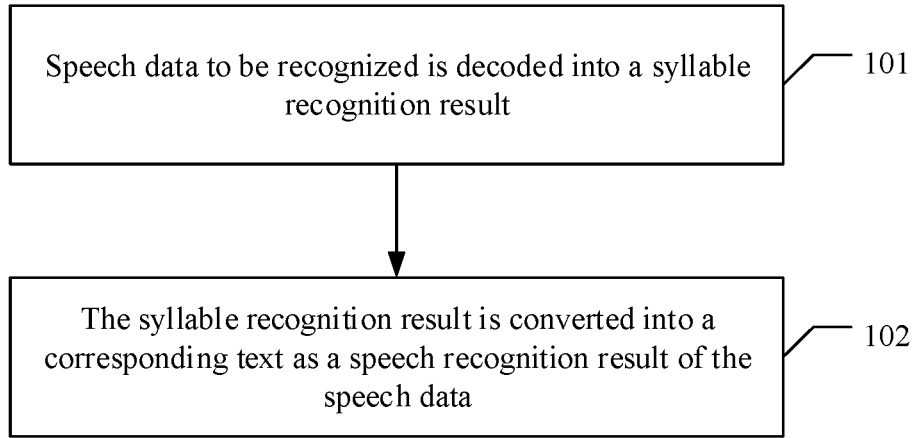 Speech data to be recognized is decoded into a syllable
recognition result
101
The syllable recognition result is converted into a
corresponding text as a speech recognition result of the
speech data
102